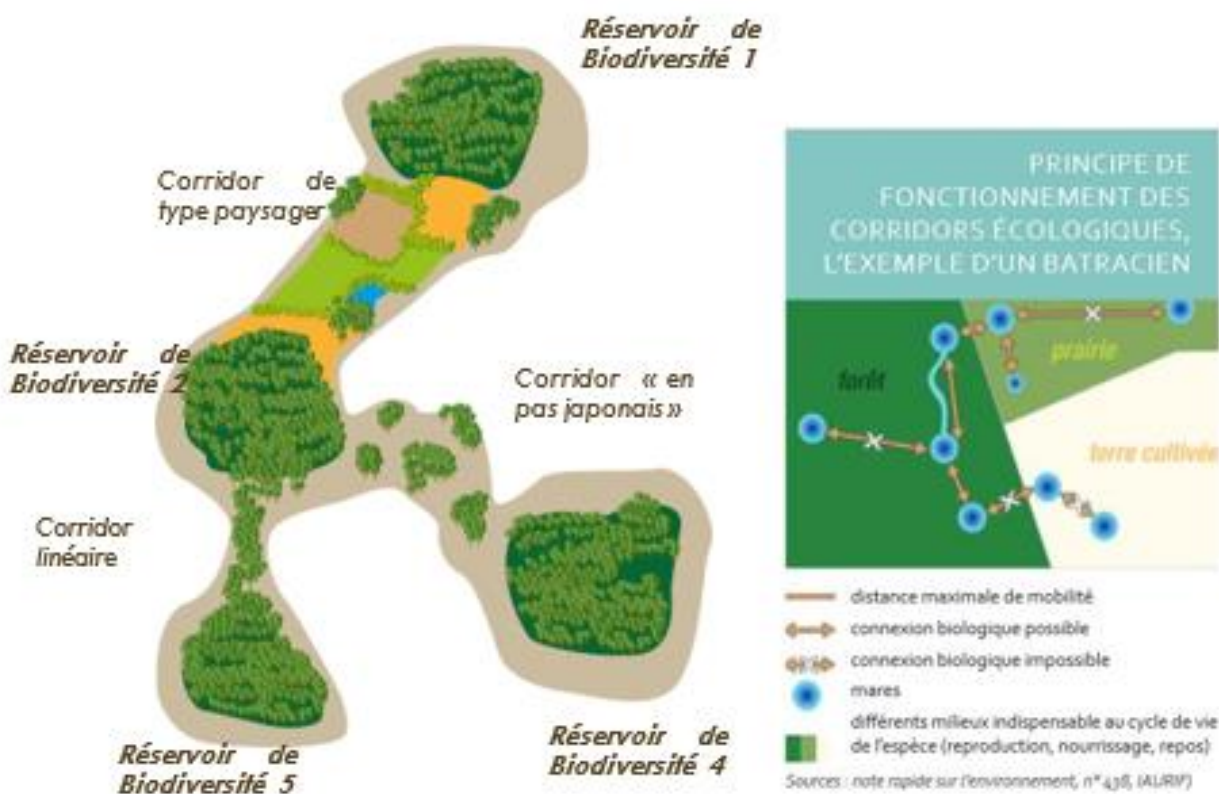 Réservoir de
Biodiversité 1
Corridor de
type paysager
Réservoir de
Biodiversité 2
Corridor « en
pas japonais »
Corridor
linéaire
Réservoir de
Biodiversité 5
Réservoir de
Biodiversité 4
PRINCIPE DE
FONCTIONNEMENT DES
CORRIDORS ÉCOLOGIQUES,
L'EXEMPLE D'UN BATRACIEN
forêt
prairie
terre cultivée
distance maximale de mobilité
connexion biologique possible
connexion biologique impossible
mares
différents milieux indispensable au cycle de vie
de l'espèce (reproduction, nourrissage, repos)
Sources : note rapide sur l'environnement, n° 438, IAURIF)